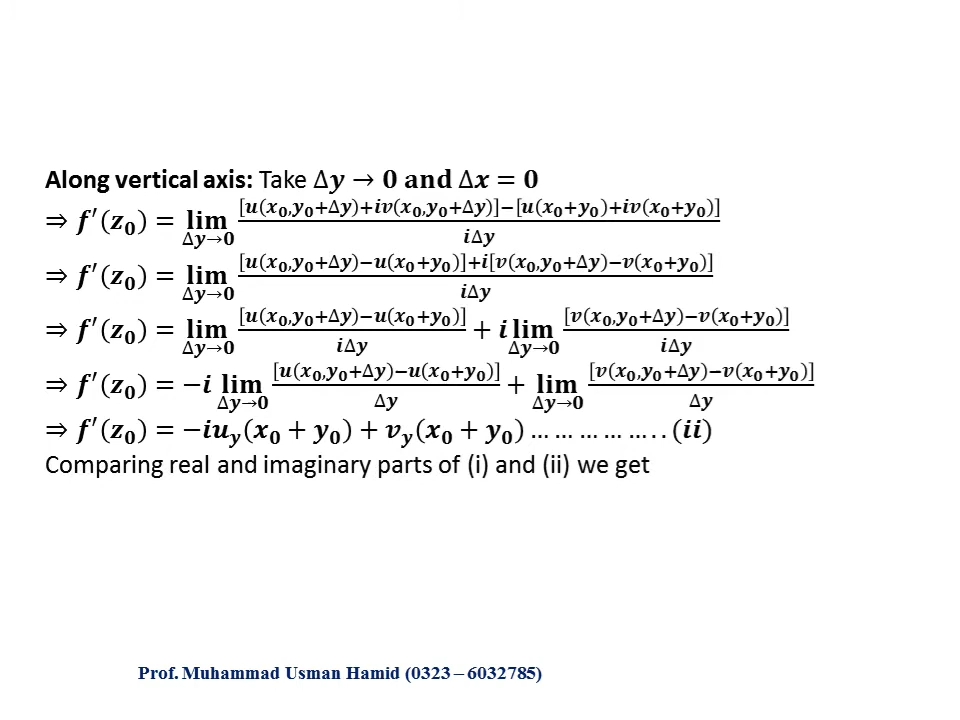 Along vertical axis: Take Δy → 0 and Δx = 0
⇒ f′(z₀) = lim_{Δy→0} [u(x₀,y₀+Δy)+iv(x₀,y₀+Δy)]−[u(x₀+y₀)+iv(x₀+y₀)] / iΔy
⇒ f′(z₀) = lim_{Δy→0} [u(x₀,y₀+Δy)−u(x₀+y₀)]+i[v(x₀,y₀+Δy)−v(x₀+y₀)] / iΔy
⇒ f′(z₀) = lim_{Δy→0} [u(x₀,y₀+Δy)−u(x₀+y₀)] / iΔy + i lim_{Δy→0} [v(x₀,y₀+Δy)−v(x₀+y₀)] / iΔy
⇒ f′(z₀) = −i lim_{Δy→0} [u(x₀,y₀+Δy)−u(x₀+y₀)] / Δy + lim_{Δy→0} [v(x₀,y₀+Δy)−v(x₀+y₀)] / Δy
⇒ f′(z₀) = −iu_y(x₀ + y₀) + v_y(x₀ + y₀) … … … … … . . (ii)
Comparing real and imaginary parts of (i) and (ii) we get
Prof. Muhammad Usman Hamid (0323 – 6032785)